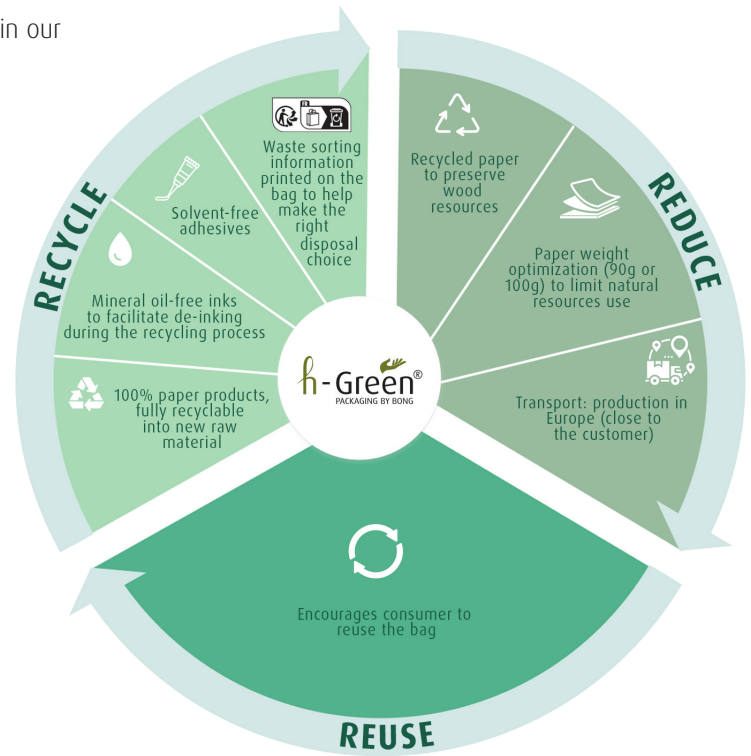 in our
RECYCLE
FR
Waste sorting
information
printed on the
bag to help
make the
right
disposal
choice
Solvent-free
adhesives
Mineral oil-free inks
to facilitate de-inking
during the recycling process
100% paper products,
fully recyclable
into new raw
material
REDUCE
Recycled paper
to preserve
wood
resources
Paper weight
optimization (90g or
100g) to limit natural
resources use
Transport: production in
Europe (close to
the customer)
h-Green®
PACKAGING BY BONG
Encourages consumer to
reuse the bag
REUSE